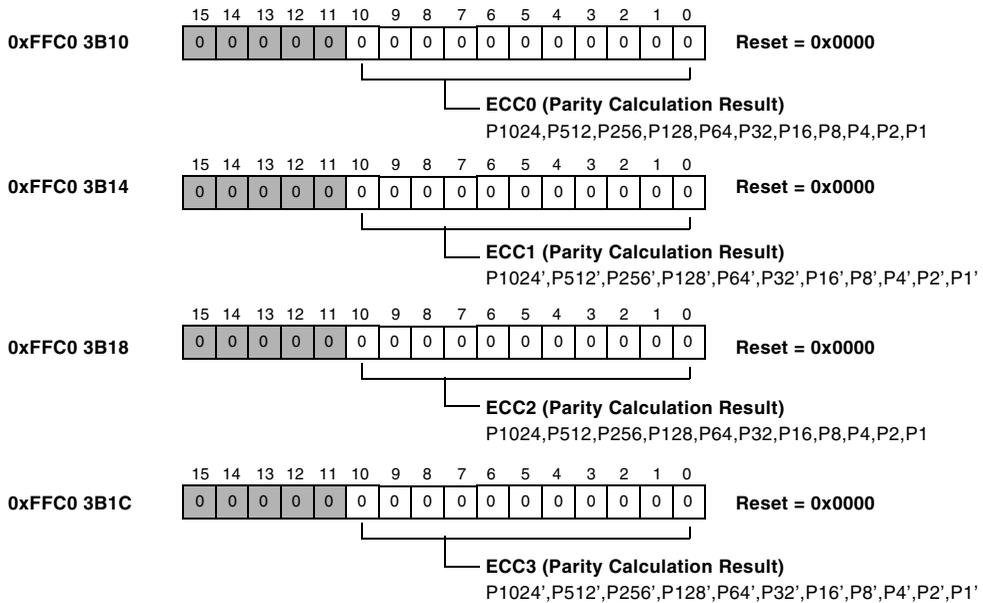 15 14 13 12 11 10 9 8 7 6 5 4 3 2 1 0
0xFFC0 3B10 0 0 0 0 0 0 0 0 0 0 0 0 0 0 0 0 Reset = 0x0000
ECC0 (Parity Calculation Result)
P1024,P512,P256,P128,P64,P32,P16,P8,P4,P2,P1
15 14 13 12 11 10 9 8 7 6 5 4 3 2 1 0
0xFFC0 3B14 0 0 0 0 0 0 0 0 0 0 0 0 0 0 0 0 Reset = 0x0000
ECC1 (Parity Calculation Result)
P1024',P512',P256',P128',P64',P32',P16',P8',P4',P2',P1'
15 14 13 12 11 10 9 8 7 6 5 4 3 2 1 0
0xFFC0 3B18 0 0 0 0 0 0 0 0 0 0 0 0 0 0 0 0 Reset = 0x0000
ECC2 (Parity Calculation Result)
P1024,P512,P256,P128,P64,P32,P16,P8,P4,P2,P1
15 14 13 12 11 10 9 8 7 6 5 4 3 2 1 0
0xFFC0 3B1C 0 0 0 0 0 0 0 0 0 0 0 0 0 0 0 0 Reset = 0x0000
ECC3 (Parity Calculation Result)
P1024',P512',P256',P128',P64',P32',P16',P8',P4',P2',P1'